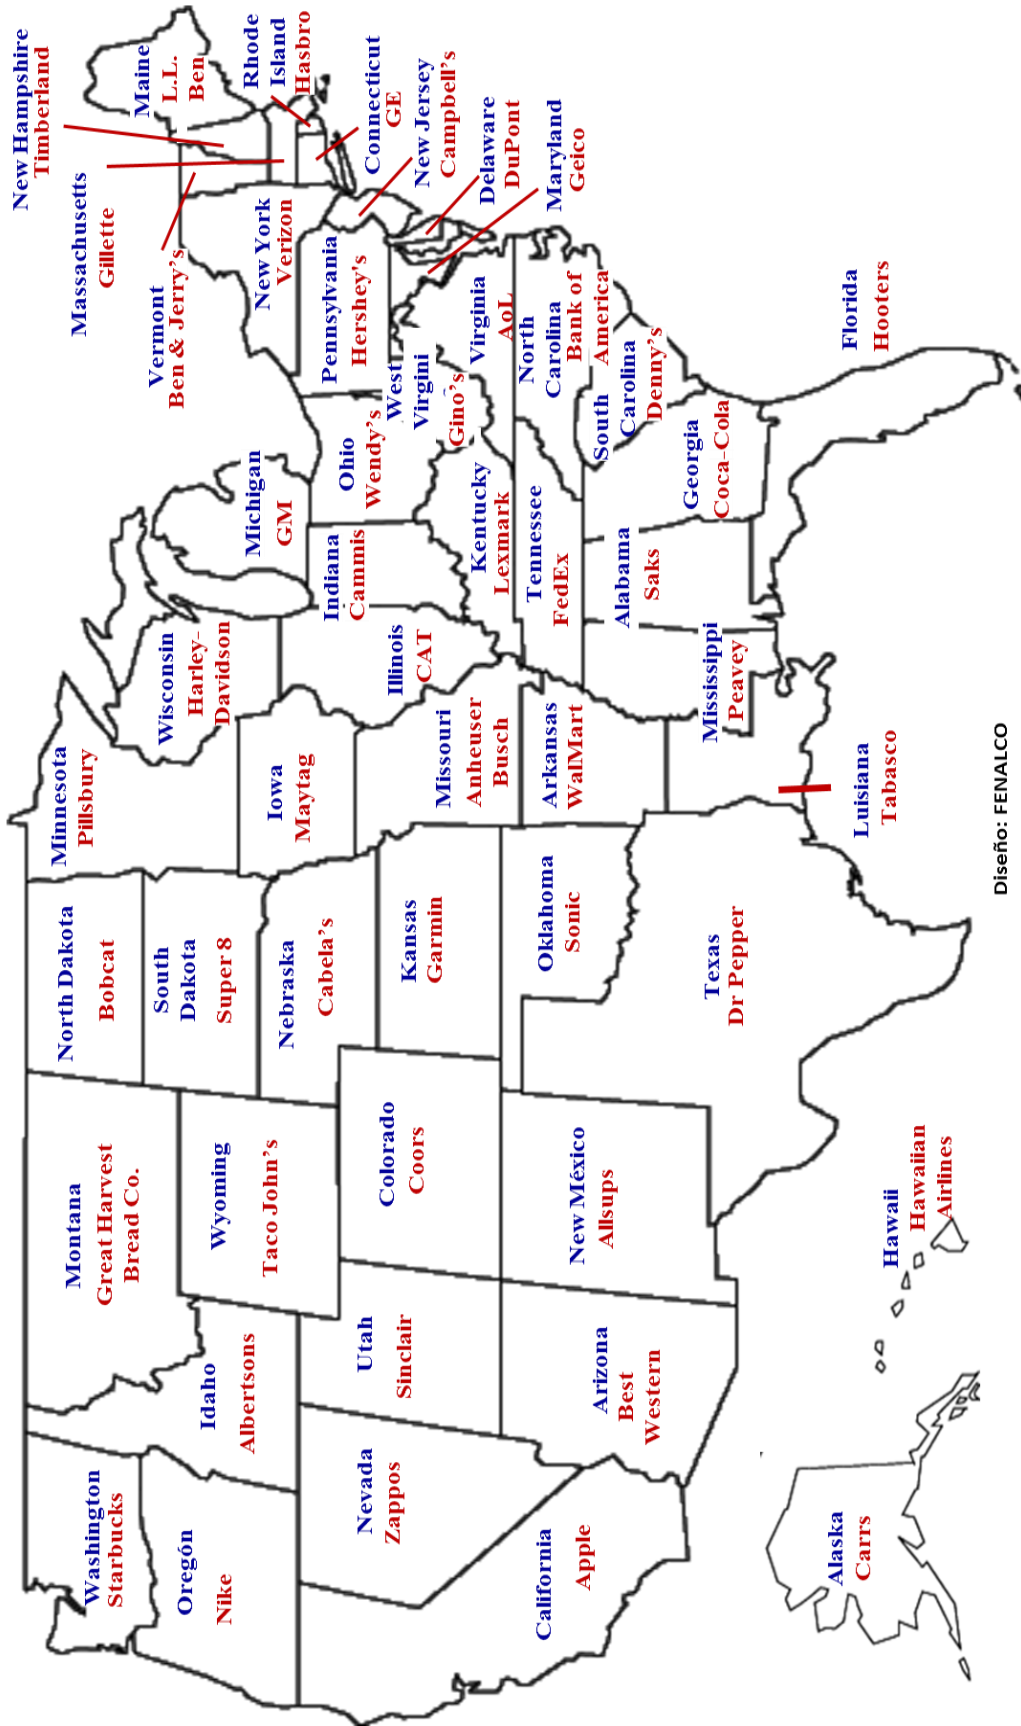 Washington
Starbucks
Oregón
Nike
California
Apple
Nevada
Zappos
Idaho
Albertsons
Montana
Great Harvest
Bread Co.
Wyoming
Taco John's
Utah
Sinclair
Arizona
Best
Western
Colorado
Coors
New México
Allsups
North Dakota
Bobcat
South
Dakota
Super 8
Nebraska
Cabela's
Kansas
Garmin
Oklahoma
Sonic
Texas
Dr Pepper
Minnesota
Pillsbury
Iowa
Maytag
Missouri
Anheuser
Busch
Arkansas
WalMart
Luisiana
Tabasco
Wisconsin
Harley-
Davidson
Illinois
CAT
Michigan
GM
Indiana
Cammis
Ohio
Wendy's
Kentucky
Lexmark
Tennessee
FedEx
Mississippi
Peavey
Alabama
Saks
Georgia
Coca-Cola
Florida
Hooters
South
Carolina
Denny's
North
Carolina
Bank of
America
Virginia
AoL
West
Virgini
Gino's
Pennsylvania
Hershey's
New York
Verizon
Vermont
Ben & Jerry's
Massachusetts
Gillette
New Hampshire
Timberland
Maine
L.L.
Ben
Rhode
Island
Hasbro
Connecticut
GE
New Jersey
Campbell's
Delaware
DuPont
Maryland
Geico
Alaska
Carrs
Hawaii
Hawaiian
Airlines
Diseño: FENALCO